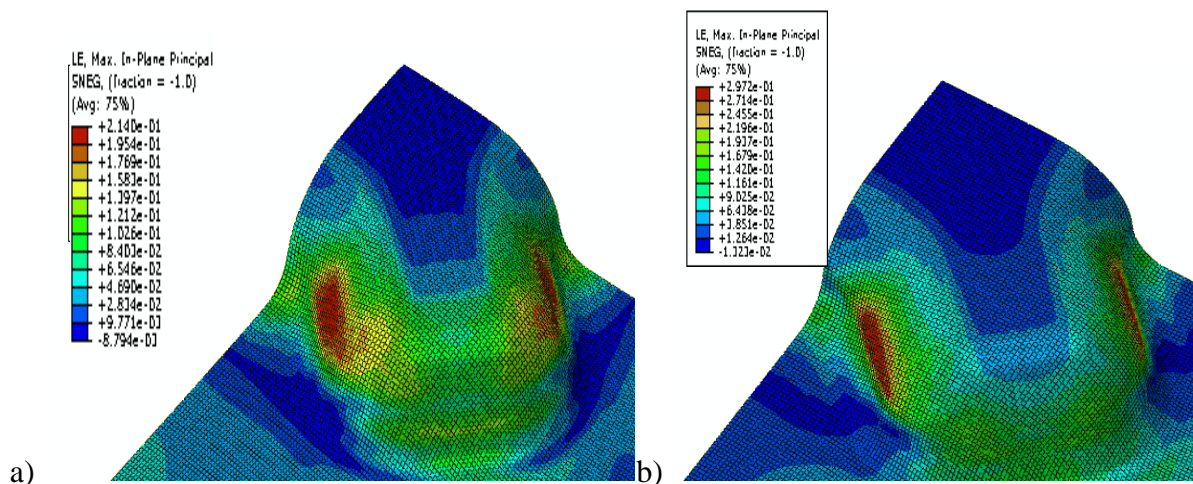 LE, Max. In-Plane Principal
SNEG, (fraction = -1.0)
(Avg: 75%)
+2.140e-01
+1.954e-01
+1.769e-01
+1.583e-01
+1.397e-01
+1.212e-01
+1.026e-01
+8.403e-02
+6.546e-02
+4.690e-02
+2.834e-02
+9.771e-03
-8.794e-03
a)
LE, Max. In-Plane Principal
SNEG, (fraction = -1.0)
(Avg: 75%)
+2.972e-01
+2.714e-01
+2.455e-01
+2.196e-01
+1.937e-01
+1.679e-01
+1.420e-01
+1.161e-01
+9.025e-02
+6.438e-02
+3.851e-02
+1.264e-02
-1.323e-02
b)